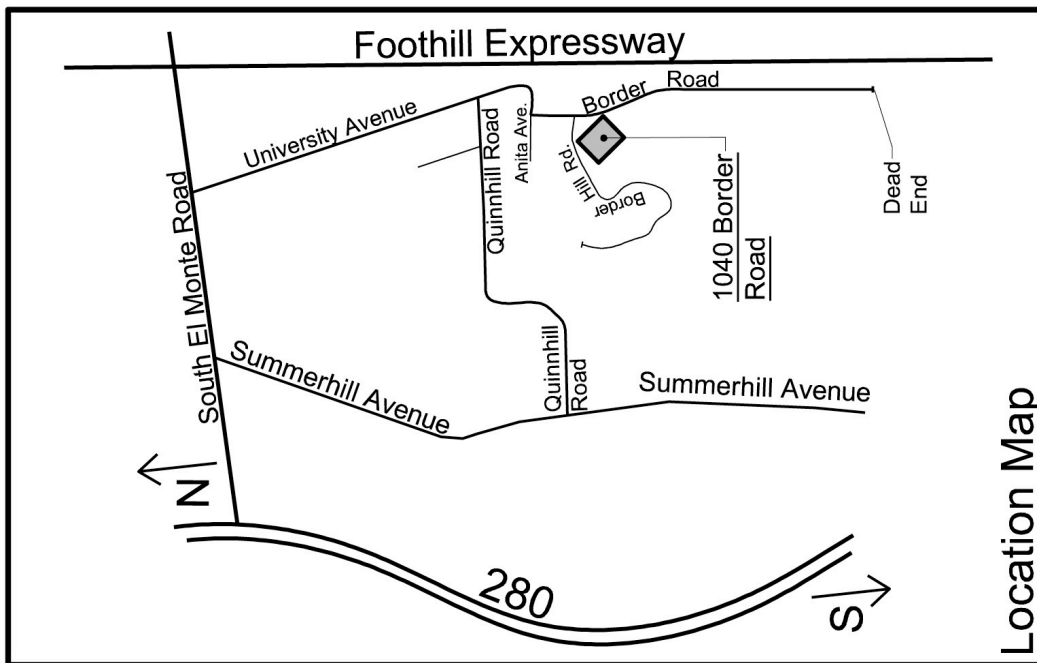 Foothill Expressway
University Avenue
Border
Road
Anita Ave.
Quinnhill Road
Hill Rd.
Border
1040 Border
Road
Dead
End
South El Monte Road
Summerhill
Avenue
Quinnhill
Road
Summerhill Avenue
N
280
S
Location Map